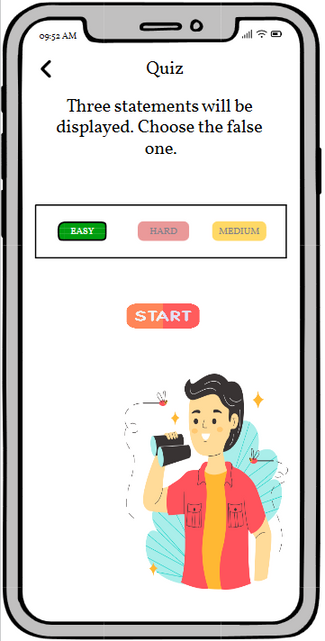 09:52 AM
Quiz
Three statements will be
displayed. Choose the false
one.
EASY HARD MEDIUM
START